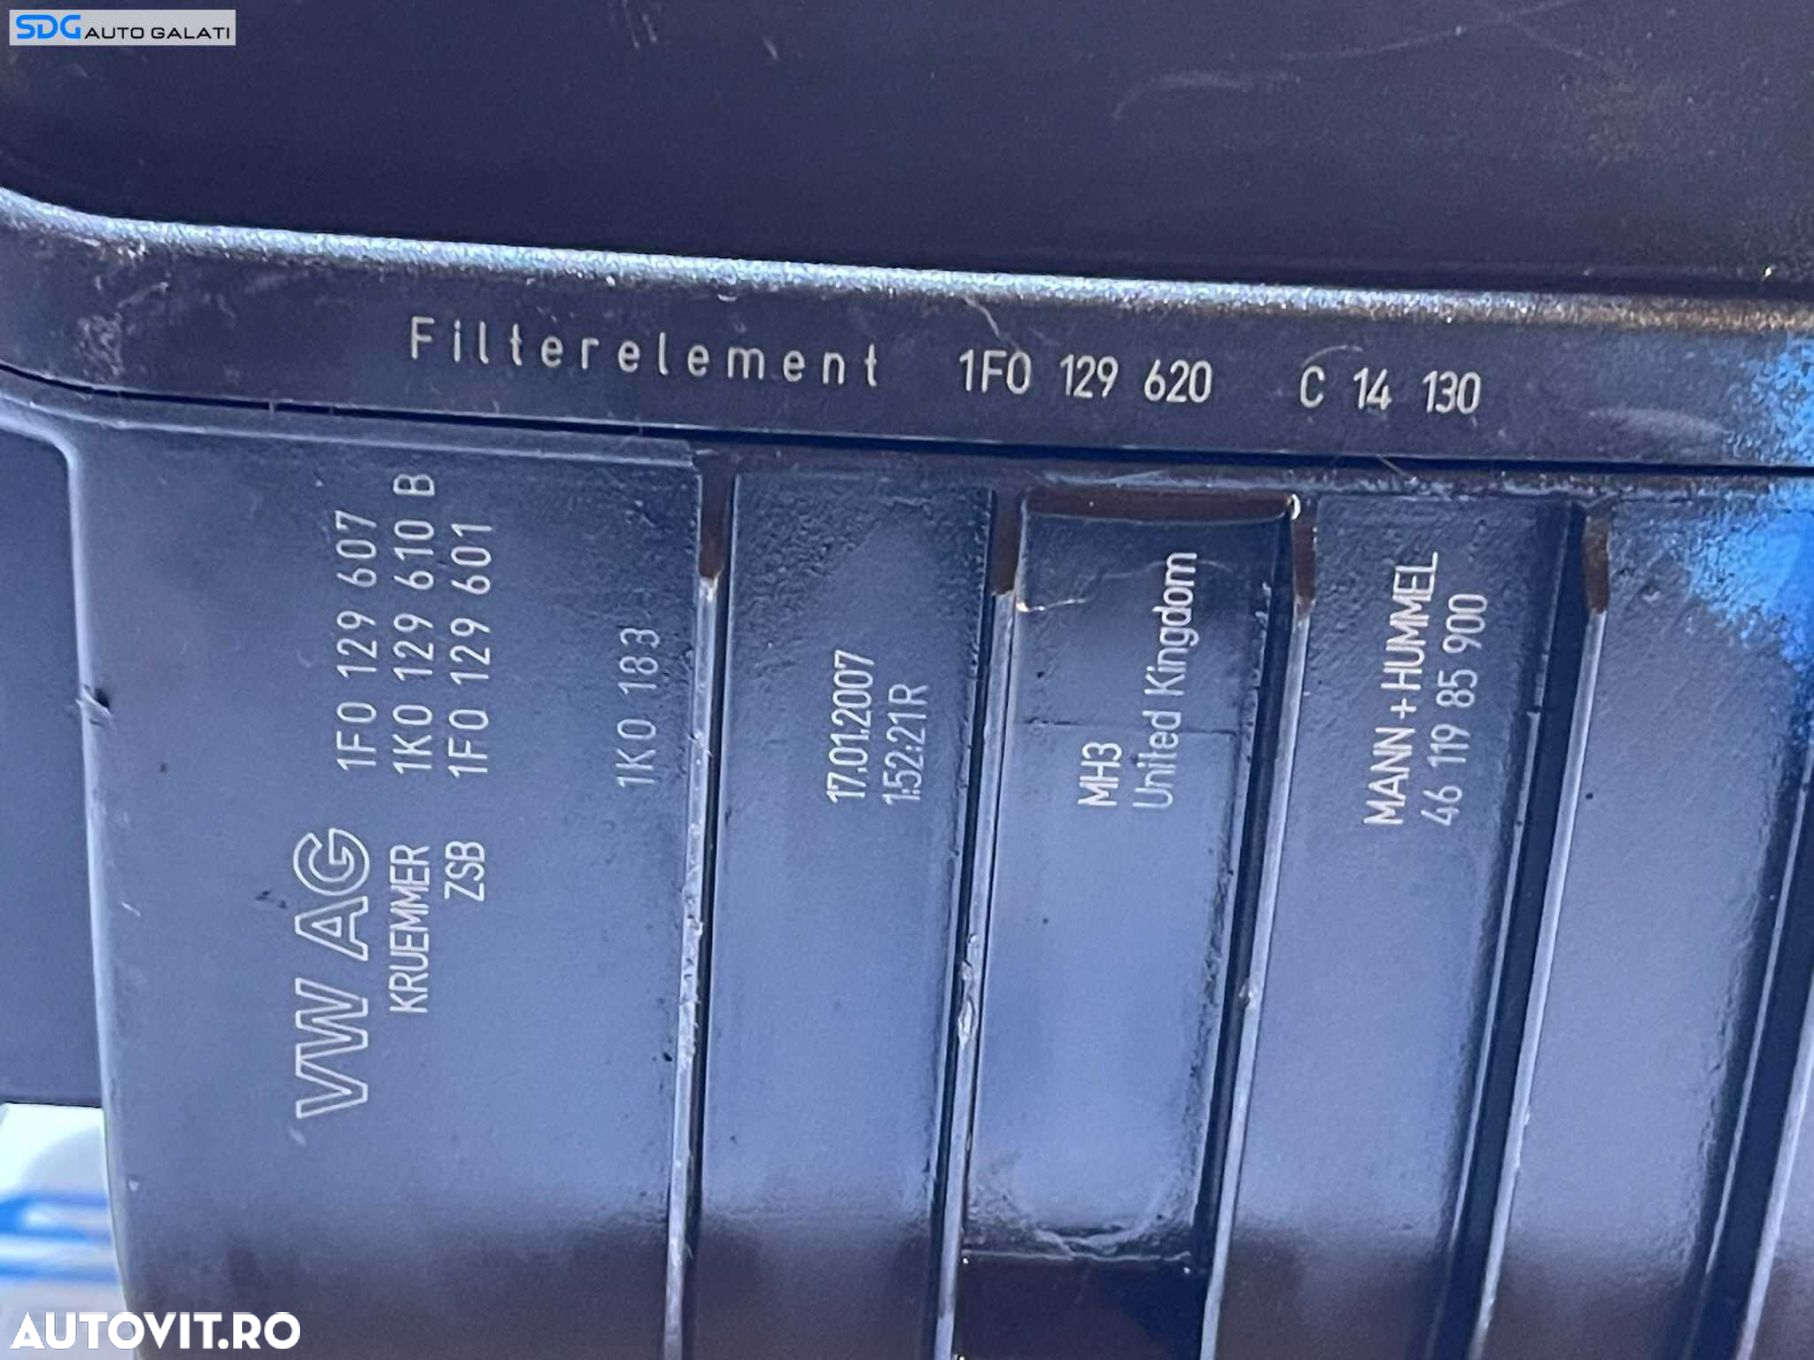 SDG AUTO GALATI
Filterelement 1F0 129 620 C 14 130
VW AG 1F0 129 607
KRUEMMER 1K0 129 610 B
ZSB 1F0 129 601
1K0 183
17.01.2007
1:52:21R
MH3
United Kingdom
MANN+HUMMEL
46 119 85 900
AUTOVIT.RO